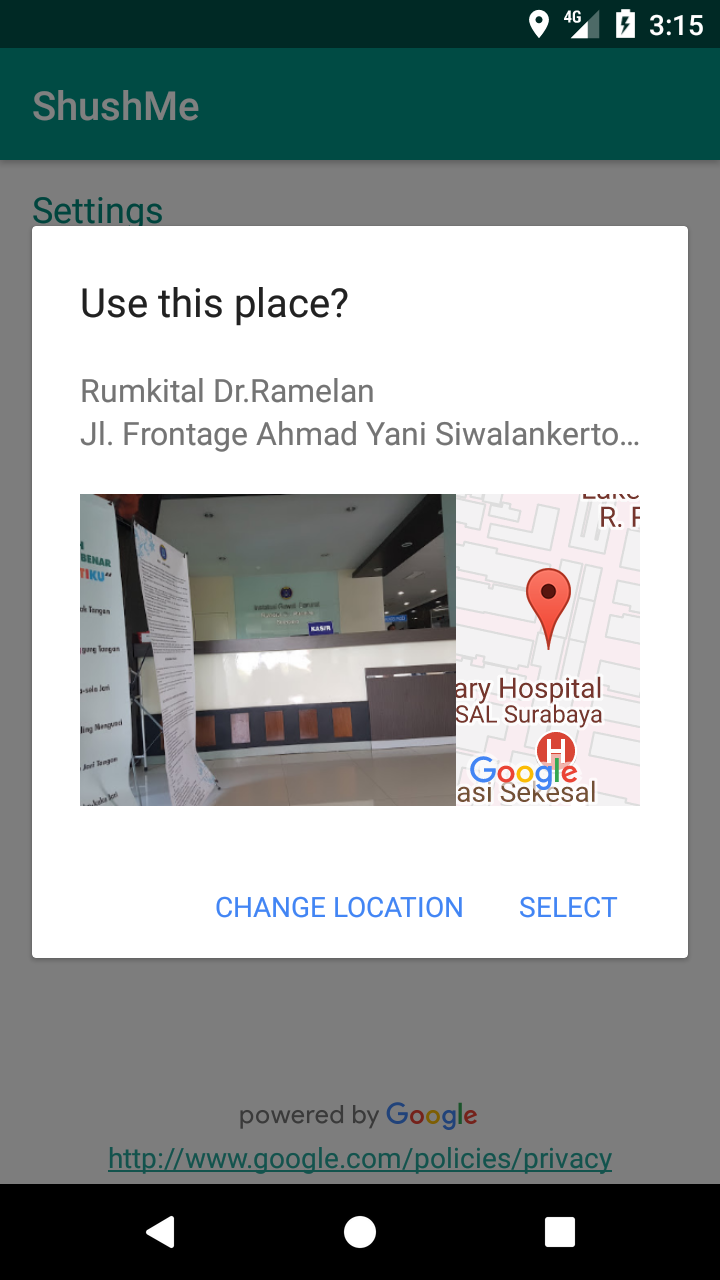 4G
3:15
ShushMe
Settings
Use this place?
Rumkital Dr.Ramelan
Jl. Frontage Ahmad Yani Siwalankerto…
BENAR
TIKU"
KASIR
R. P
ary Hospital
SAL Surabaya
H
Google
asi Sekesal
CHANGE LOCATION
SELECT
powered by Google
http://www.google.com/policies/privacy